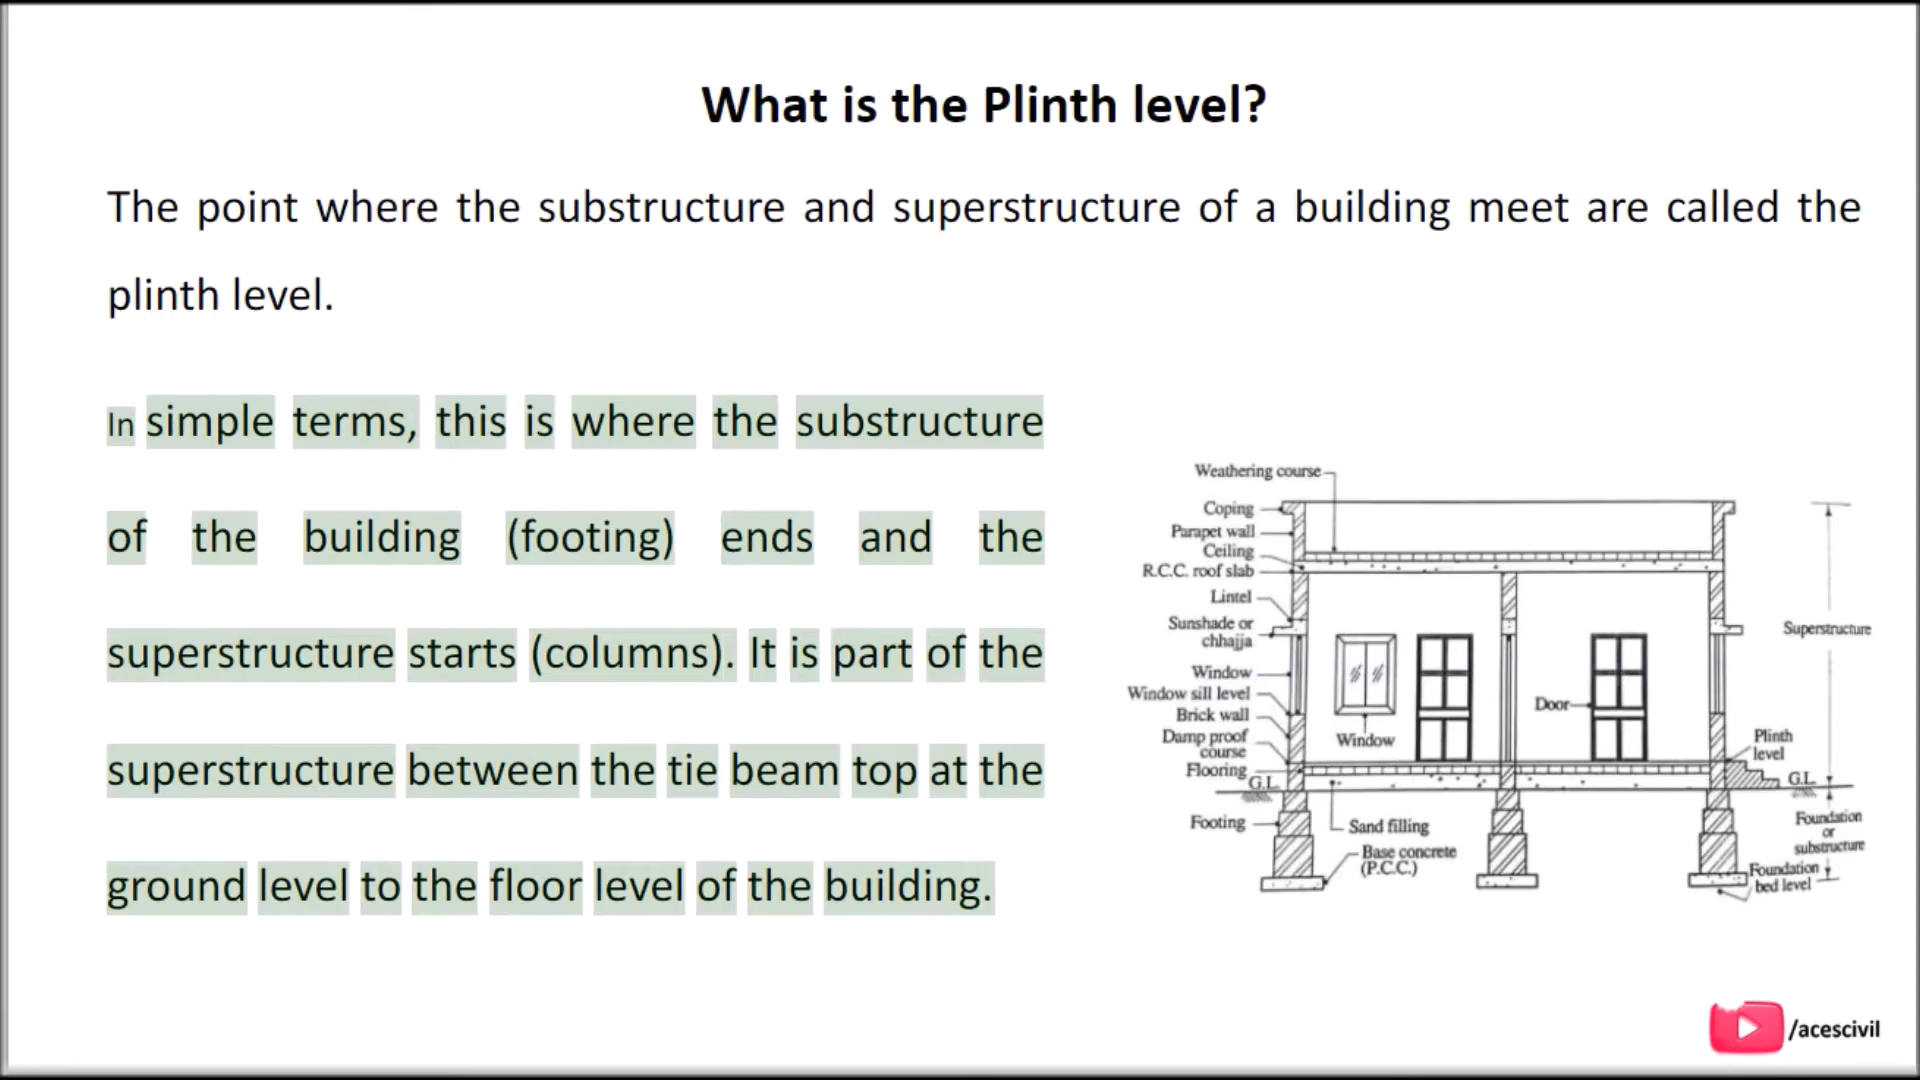 What is the Plinth level?
The point where the substructure and superstructure of a building meet are called the
plinth level.
In simple terms, this is where the substructure
of the building (footing) ends and the
superstructure starts (columns). It is part of the
superstructure between the tie beam top at the
ground level to the floor level of the building.
Weathering course
Coping
Parapet wall
Ceiling
R.C.C. roof slab
Lintel
Sunshade or
chhajja
Window
Window sill level
Brick wall
Damp proof
course
Flooring
G.L.
Footing
Window
Door
Sand filling
Base concrete
(P.C.C.)
Superstructure
Plinth
level
G.L.
Foundation
or
substructure
Foundation
bed level
/acescivil